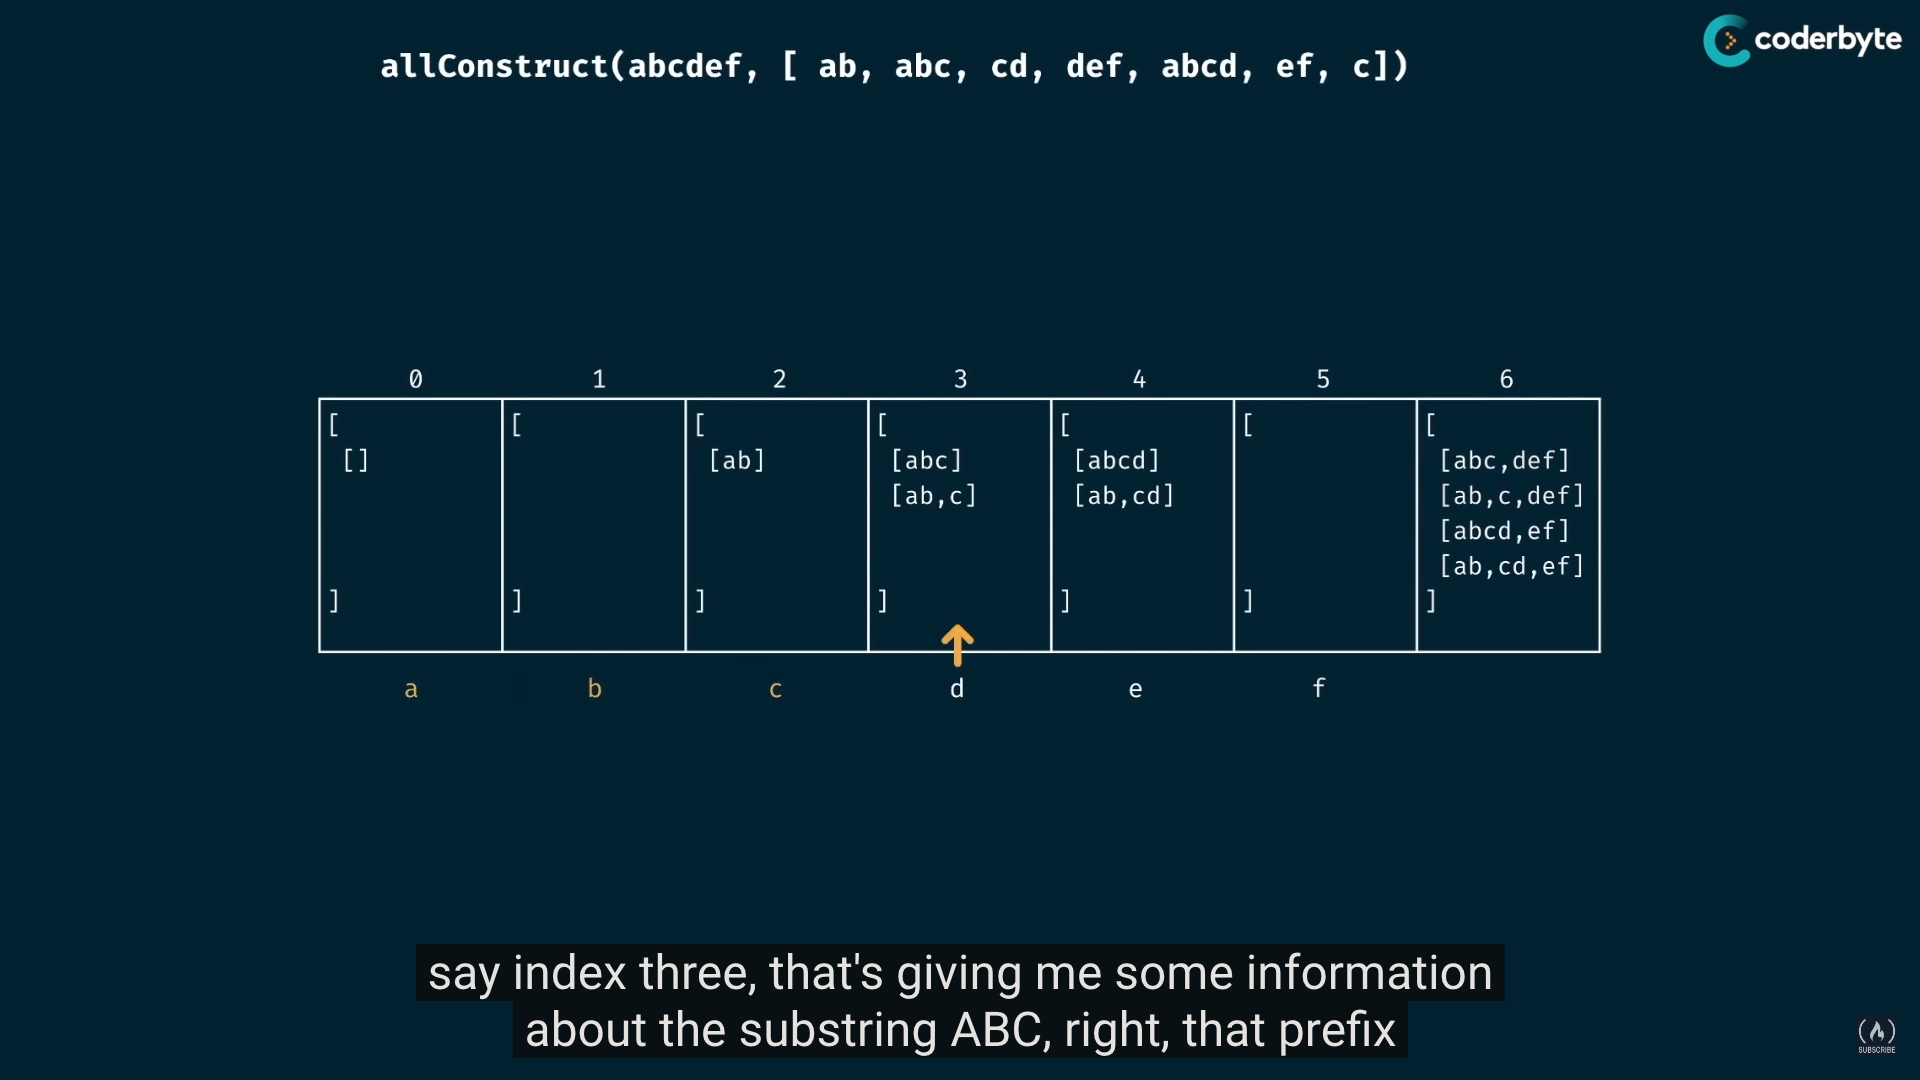 coderbyte
allConstruct(abcdef, [ ab, abc, cd, def, abcd, ef, c])
0 1 2 3 4 5 6
[ [ [ [ [ [ [
[] [ab] [abc] [abcd] [abc,def]
[ab,c] [ab,cd] [ab,c,def]
[abcd,ef]
[ab,cd,ef]
] ] ] ] ] ] ]
a b c d e f
say index three, that's giving me some information
about the substring ABC, right, that prefix
SUBSCRIBE